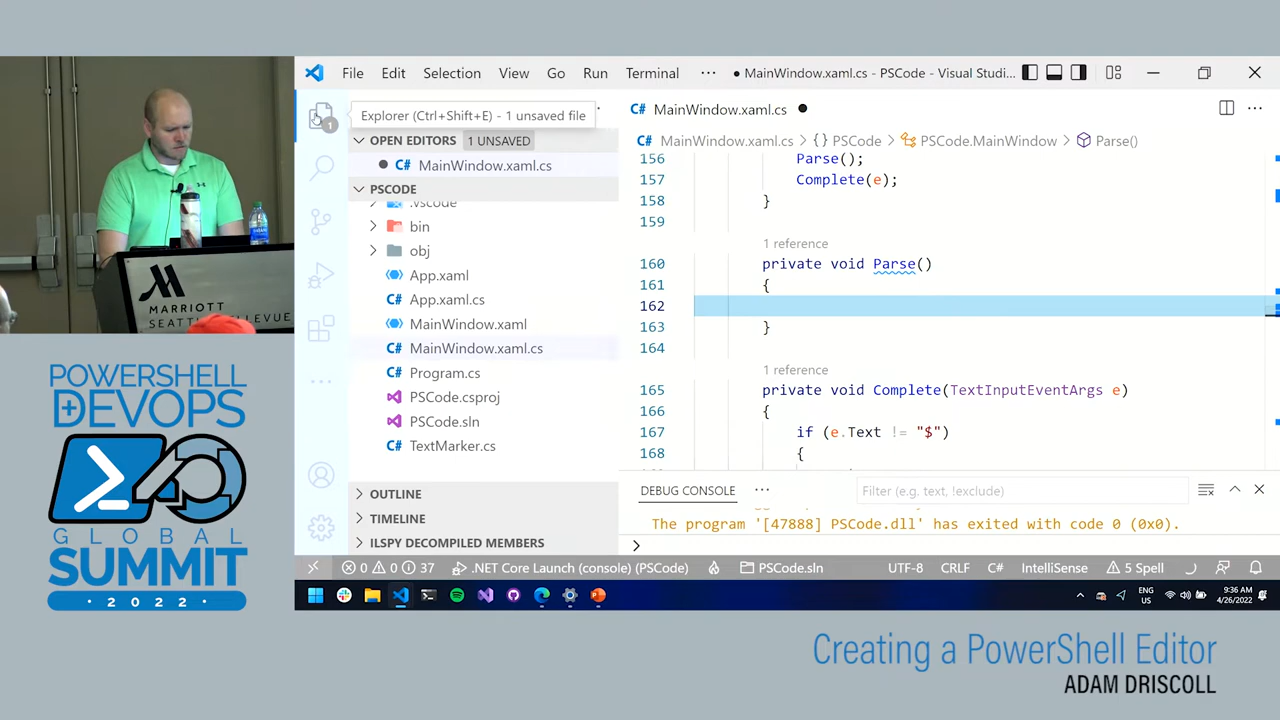 File Edit Selection View Go Run Terminal ··· ● MainWindow.xaml.cs - PSCode - Visual Studi...
Explorer (Ctrl+Shift+E) - 1 unsaved file
1
OPEN EDITORS 1 UNSAVED
MainWindow.xaml.cs
PSCODE
.vscode
bin
obj
App.xaml
C# App.xaml.cs
MainWindow.xaml
C# MainWindow.xaml.cs
C# Program.cs
PSCode.csproj
PSCode.sln
C# TextMarker.cs
OUTLINE
TIMELINE
ILSPY DECOMPILED MEMBERS
C# MainWindow.xaml.cs ●
C# MainWindow.xaml.cs > {} PSCode > PSCode.MainWindow > Parse()
156 Parse();
157 Complete(e);
158 }
159
1 reference
160 private void Parse()
161 {
162
163 }
164
1 reference
165 private void Complete(TextInputEventArgs e)
166 {
167 if (e.Text != "$")
168 {
DEBUG CONSOLE ··· Filter (e.g. text, !exclude)
The program '[47888] PSCode.dll' has exited with code 0 (0x0).
>
0 0 37 .NET Core Launch (console) (PSCode) PSCode.sln UTF-8 CRLF C# IntelliSense 5 Spell
ENG
US
9:36 AM
4/26/2022
MARRIOTT
POWERSHELL
DEVOPS
GLOBAL
SUMMIT
· 2022 ·
Creating a PowerShell Editor
ADAM DRISCOLL